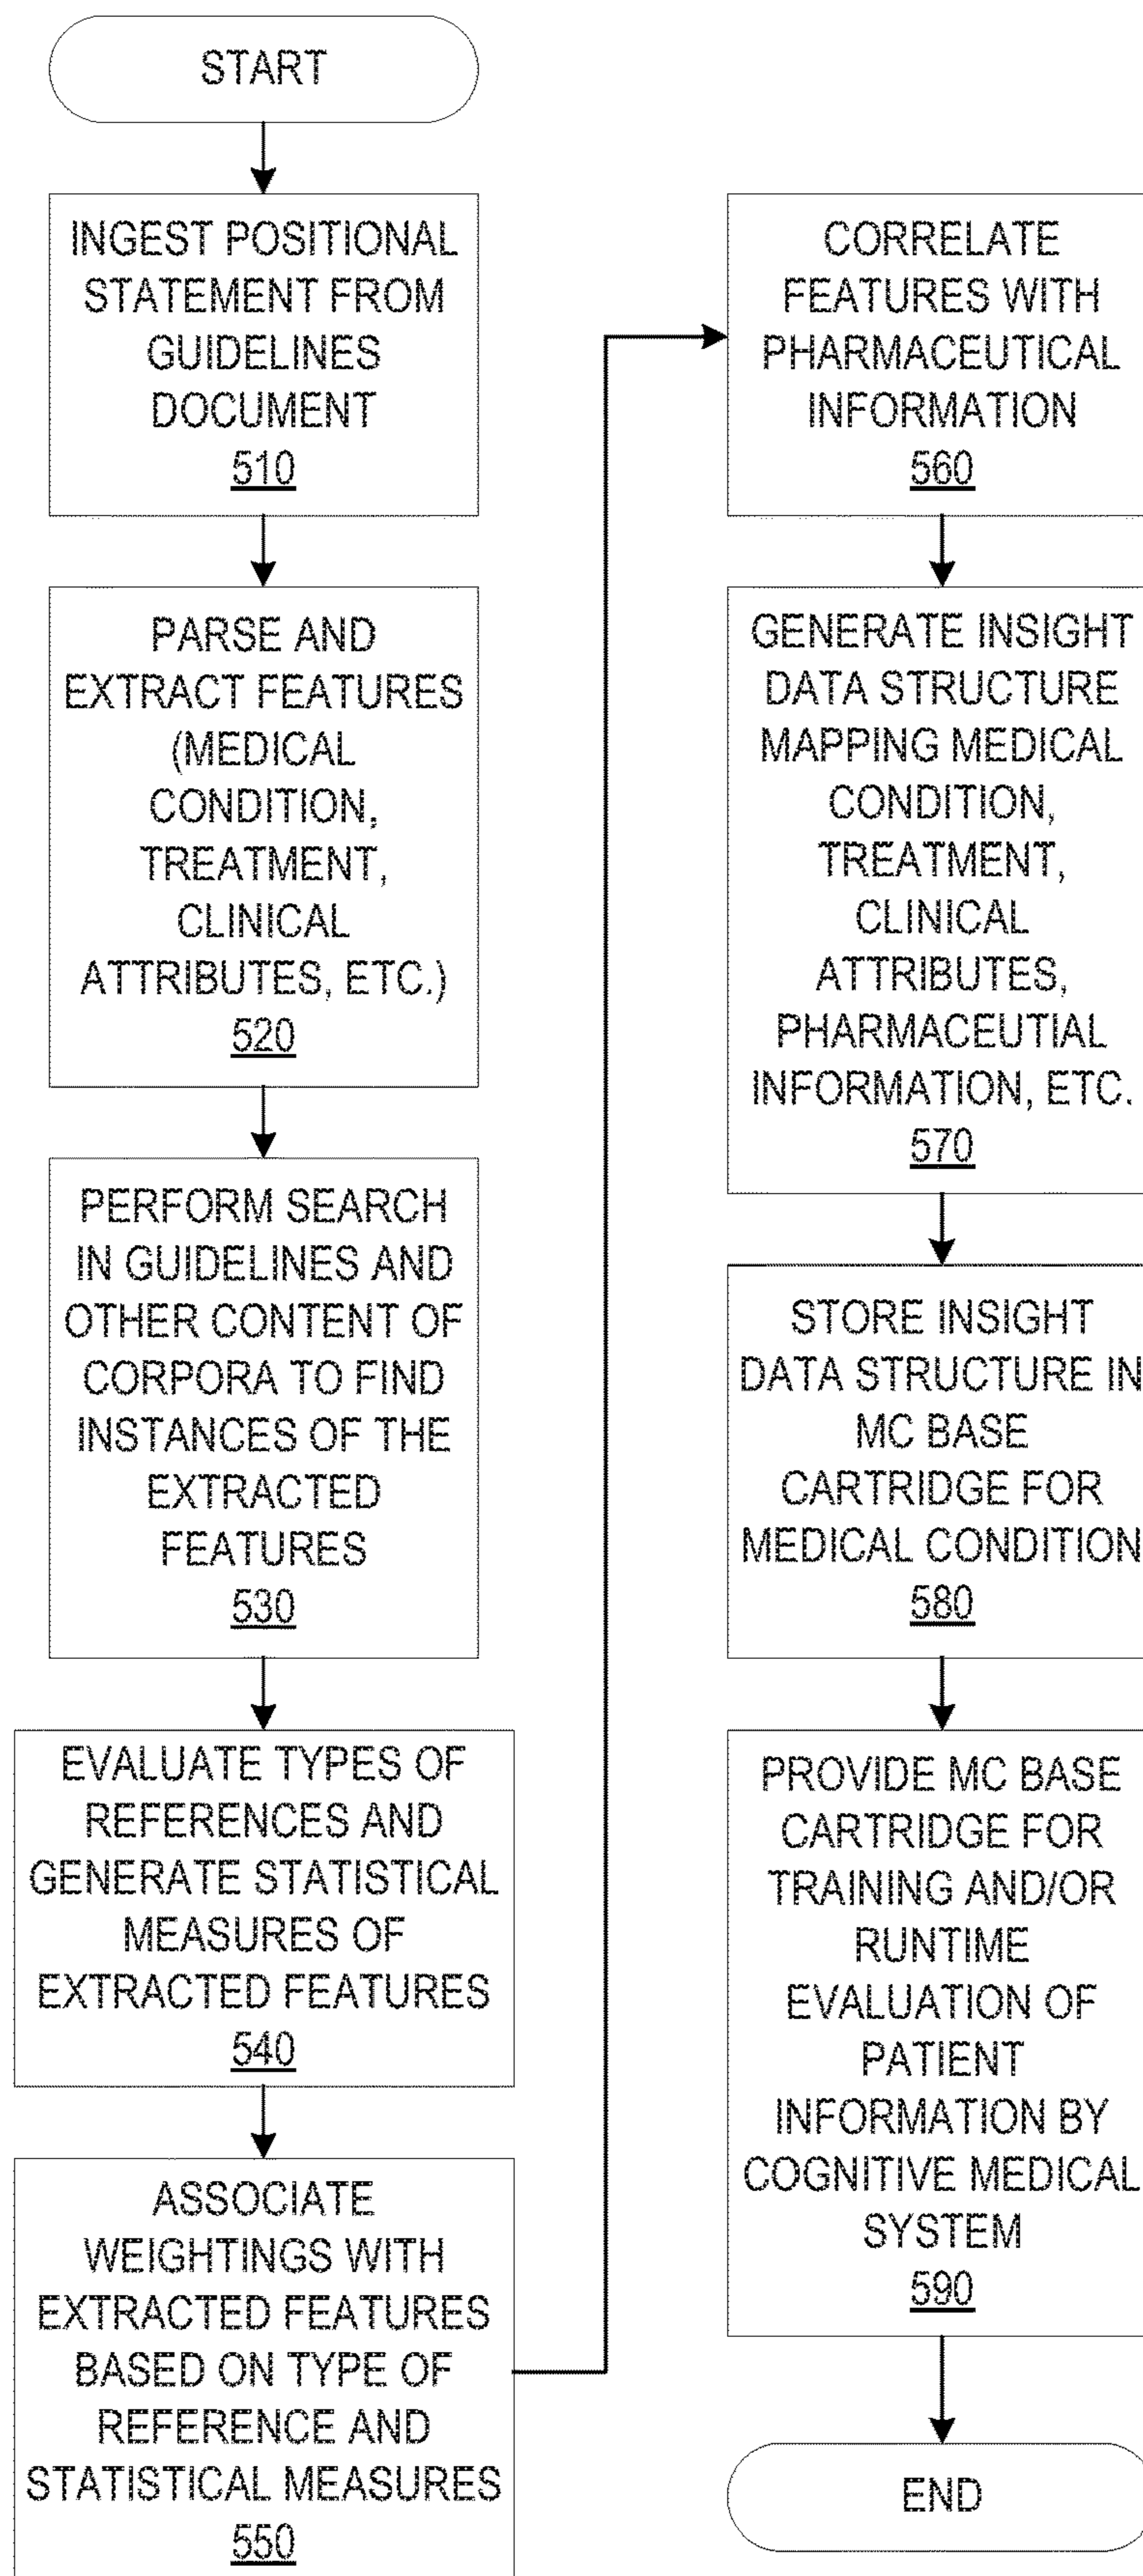 START
INGEST POSITIONAL
STATEMENT FROM
GUIDELINES
DOCUMENT
510
PARSE AND
EXTRACT FEATURES
(MEDICAL
CONDITION,
TREATMENT,
CLINICAL
ATTRIBUTES, ETC.)
520
PERFORM SEARCH
IN GUIDELINES AND
OTHER CONTENT OF
CORPORA TO FIND
INSTANCES OF THE
EXTRACTED
FEATURES
530
EVALUATE TYPES OF
REFERENCES AND
GENERATE STATISTICAL
MEASURES OF
EXTRACTED FEATURES
540
ASSOCIATE
WEIGHTINGS WITH
EXTRACTED FEATURES
BASED ON TYPE OF
REFERENCE AND
STATISTICAL MEASURES
550
CORRELATE
FEATURES WITH
PHARMACEUTICAL
INFORMATION
560
GENERATE INSIGHT
DATA STRUCTURE
MAPPING MEDICAL
CONDITION,
TREATMENT,
CLINICAL
ATTRIBUTES,
PHARMACEUTIAL
INFORMATION, ETC.
570
STORE INSIGHT
DATA STRUCTURE IN
MC BASE
CARTRIDGE FOR
MEDICAL CONDITION
580
PROVIDE MC BASE
CARTRIDGE FOR
TRAINING AND/OR
RUNTIME
EVALUATION OF
PATIENT
INFORMATION BY
COGNITIVE MEDICAL
SYSTEM
590
END